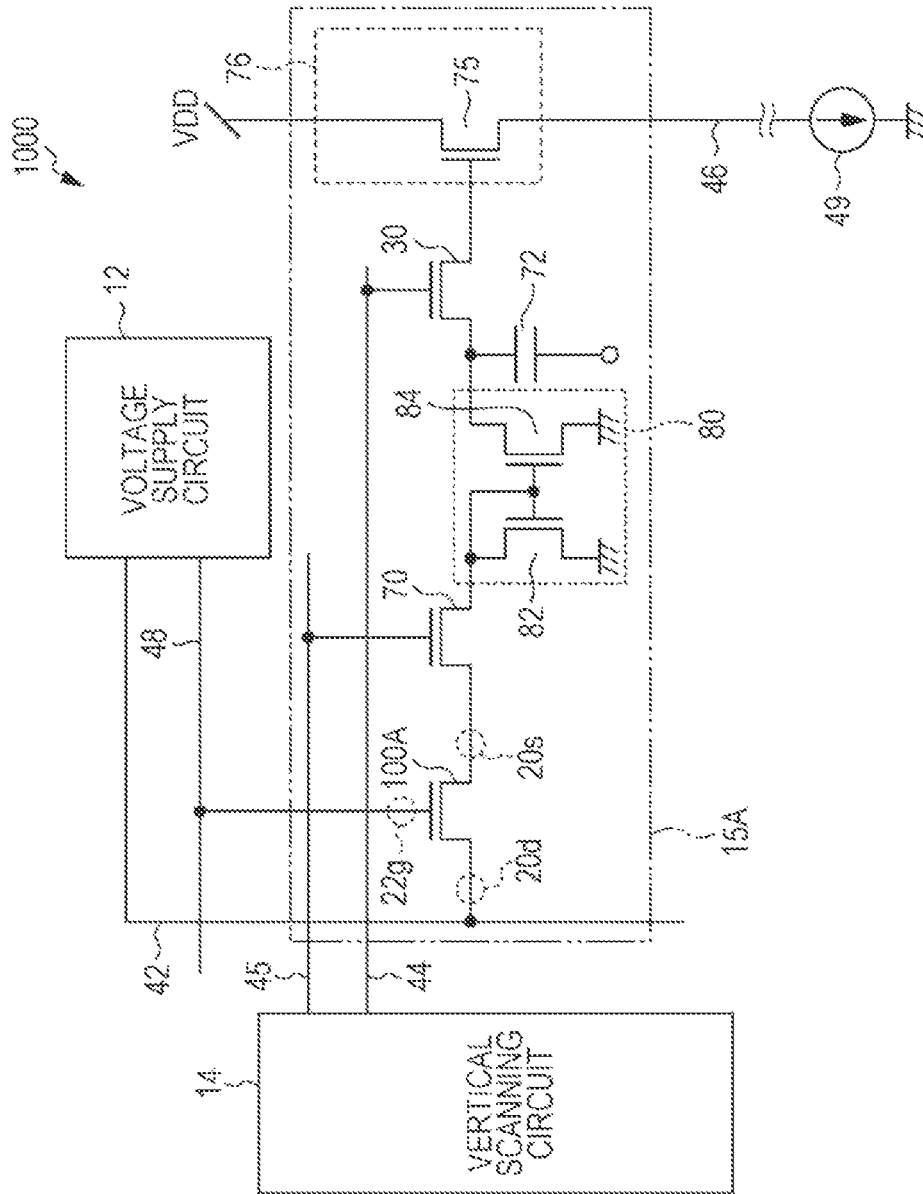 1000
12
VOLTAGE
SUPPLY
CIRCUIT
VDD
76
75
48
42
45
44
14
VERTICAL
SCANNING
CIRCUIT
22g
100A
70
30
72
84
82
80
20d
20s
15A
46
49